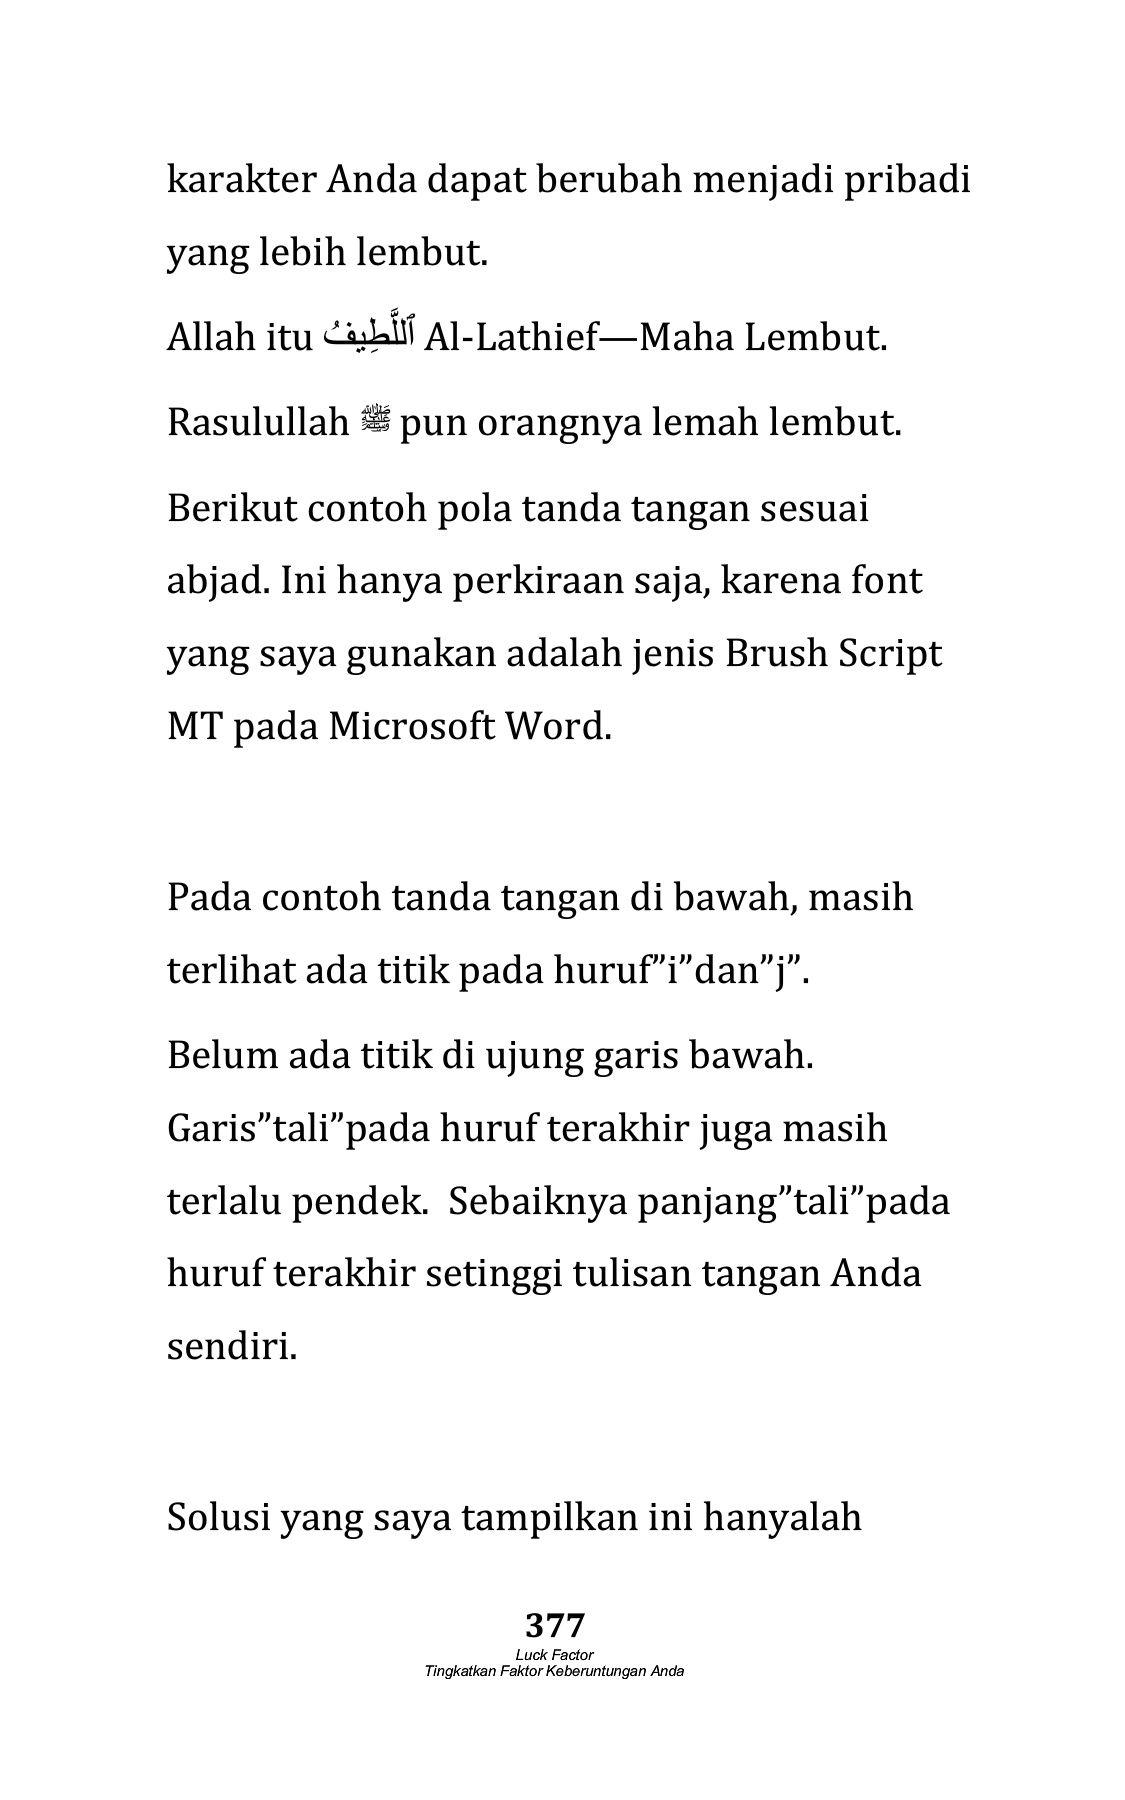 karakter Anda dapat berubah menjadi pribadi
yang lebih lembut.
Allah itu ٱللَّطِيفُ Al-Lathief—Maha Lembut.
Rasulullah ﷺ pun orangnya lemah lembut.
Berikut contoh pola tanda tangan sesuai
abjad. Ini hanya perkiraan saja, karena font
yang saya gunakan adalah jenis Brush Script
MT pada Microsoft Word.
Pada contoh tanda tangan di bawah, masih
terlihat ada titik pada huruf”i”dan”j”.
Belum ada titik di ujung garis bawah.
Garis”tali”pada huruf terakhir juga masih
terlalu pendek.  Sebaiknya panjang”tali”pada
huruf terakhir setinggi tulisan tangan Anda
sendiri.
Solusi yang saya tampilkan ini hanyalah
377
Luck Factor
Tingkatkan Faktor Keberuntungan Anda